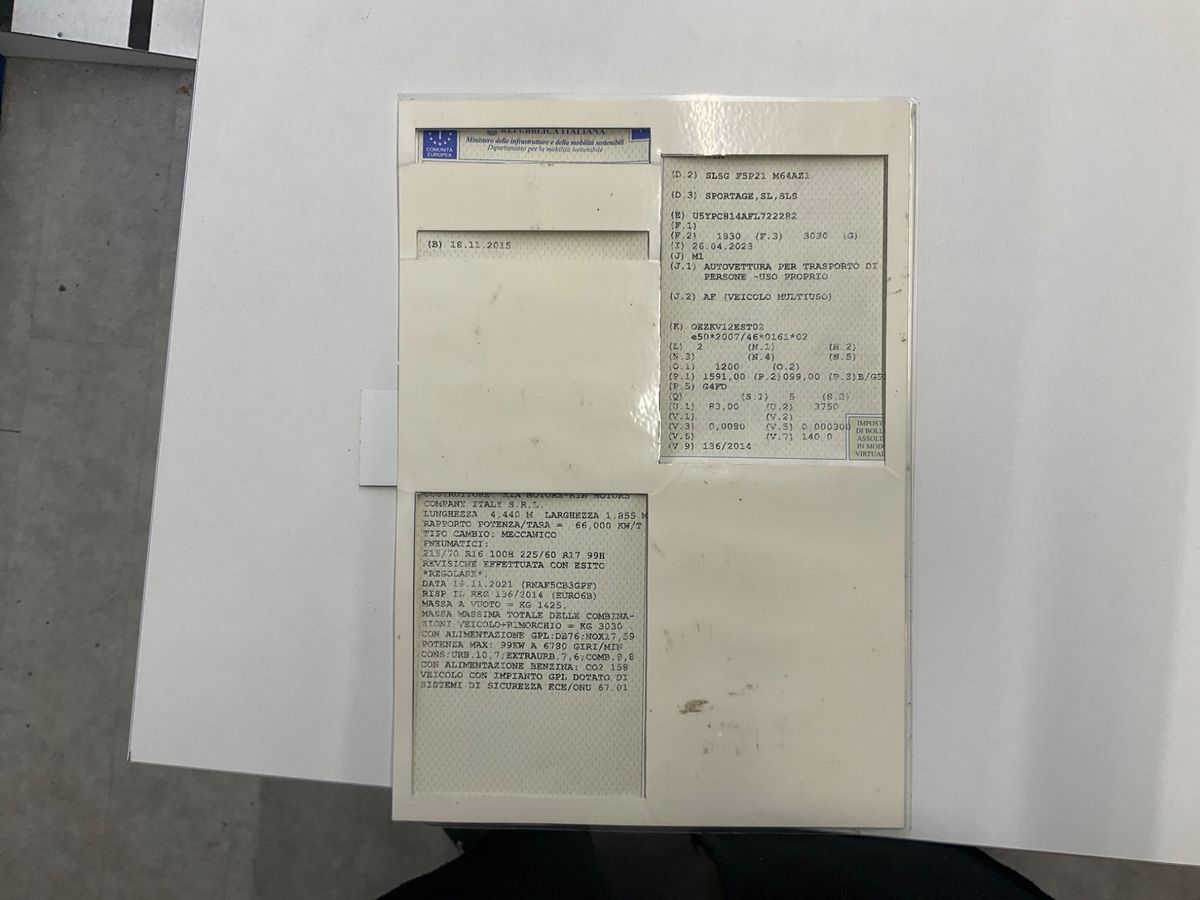 COMUNITÀ
EUROPEA
REPUBBLICA ITALIANA
Ministero delle infrastrutture e della mobilità sostenibili
Dipartimento per la mobilità sostenibile
(B) 18.11.2015
COSTRUTTORE: KIA MOTORS-KIA MOTORS
COMPANY ITALY S.R.L.
LUNGHEZZA 4,440 M LARGHEZZA 1,855 M
RAPPORTO POTENZA/TARA = 66,000 KW/T
TIPO CAMBIO: MECCANICO
PNEUMATICI:
215/70 R16 100H 225/60 R17 99H
REVISIONE EFFETTUATA CON ESITO
*REGOLARE*.
DATA 19.11.2021 (RNAF5CB3GPF)
RISP IL REG 136/2014 (EURO6B)
MASSA A VUOTO = KG 1425.
MASSA MASSIMA TOTALE DELLE COMBINA-
ZIONI VEICOLO+RIMORCHIO = KG 3030 .
CON ALIMENTAZIONE GPL:DB76;NOX17,59
POTENZA MAX: 99KW A 6780 GIRI/MIN
CONS:URB.10,7;EXTRAURB.7,6;COMB.8,8
CON ALIMENTAZIONE BENZINA: CO2 158
VEICOLO CON IMPIANTO GPL DOTATO DI
SISTEMI DI SICUREZZA ECE/ONU 67.01
(D.2) SLSG F5P21 M64AZ1
(D.3) SPORTAGE,SL,SLS
(E) U5YPC814AFL722282
(F.1)
(F.2) 1830 (F.3) 3030 (G)
(I) 26.04.2023
(J) M1
(J.1) AUTOVETTURA PER TRASPORTO DI
PERSONE -USO PROPRIO
(J.2) AF (VEICOLO MULTIUSO)
(K) OEZKV12EST02
e50*2007/46*0161*02
(L) 2 (N.1) (N.2)
(N.3) (N.4) (N.5)
(O.1) 1200 (O.2)
(P.1) 1591,00 (P.2)099,00 (P.3)B/GP
(P.5) G4FD
(Q) (S.1) 5 (S.2)
(U.1) 83,00 (U.2) 3750
(V.1) (V.2)
(V.3) 0,0080 (V.5) 0,000300
(V.6) (V.7) 140,0
(V.9) 136/2014
IMPOST
DI BOLL
ASSOLT
IN MOD
VIRTUAL